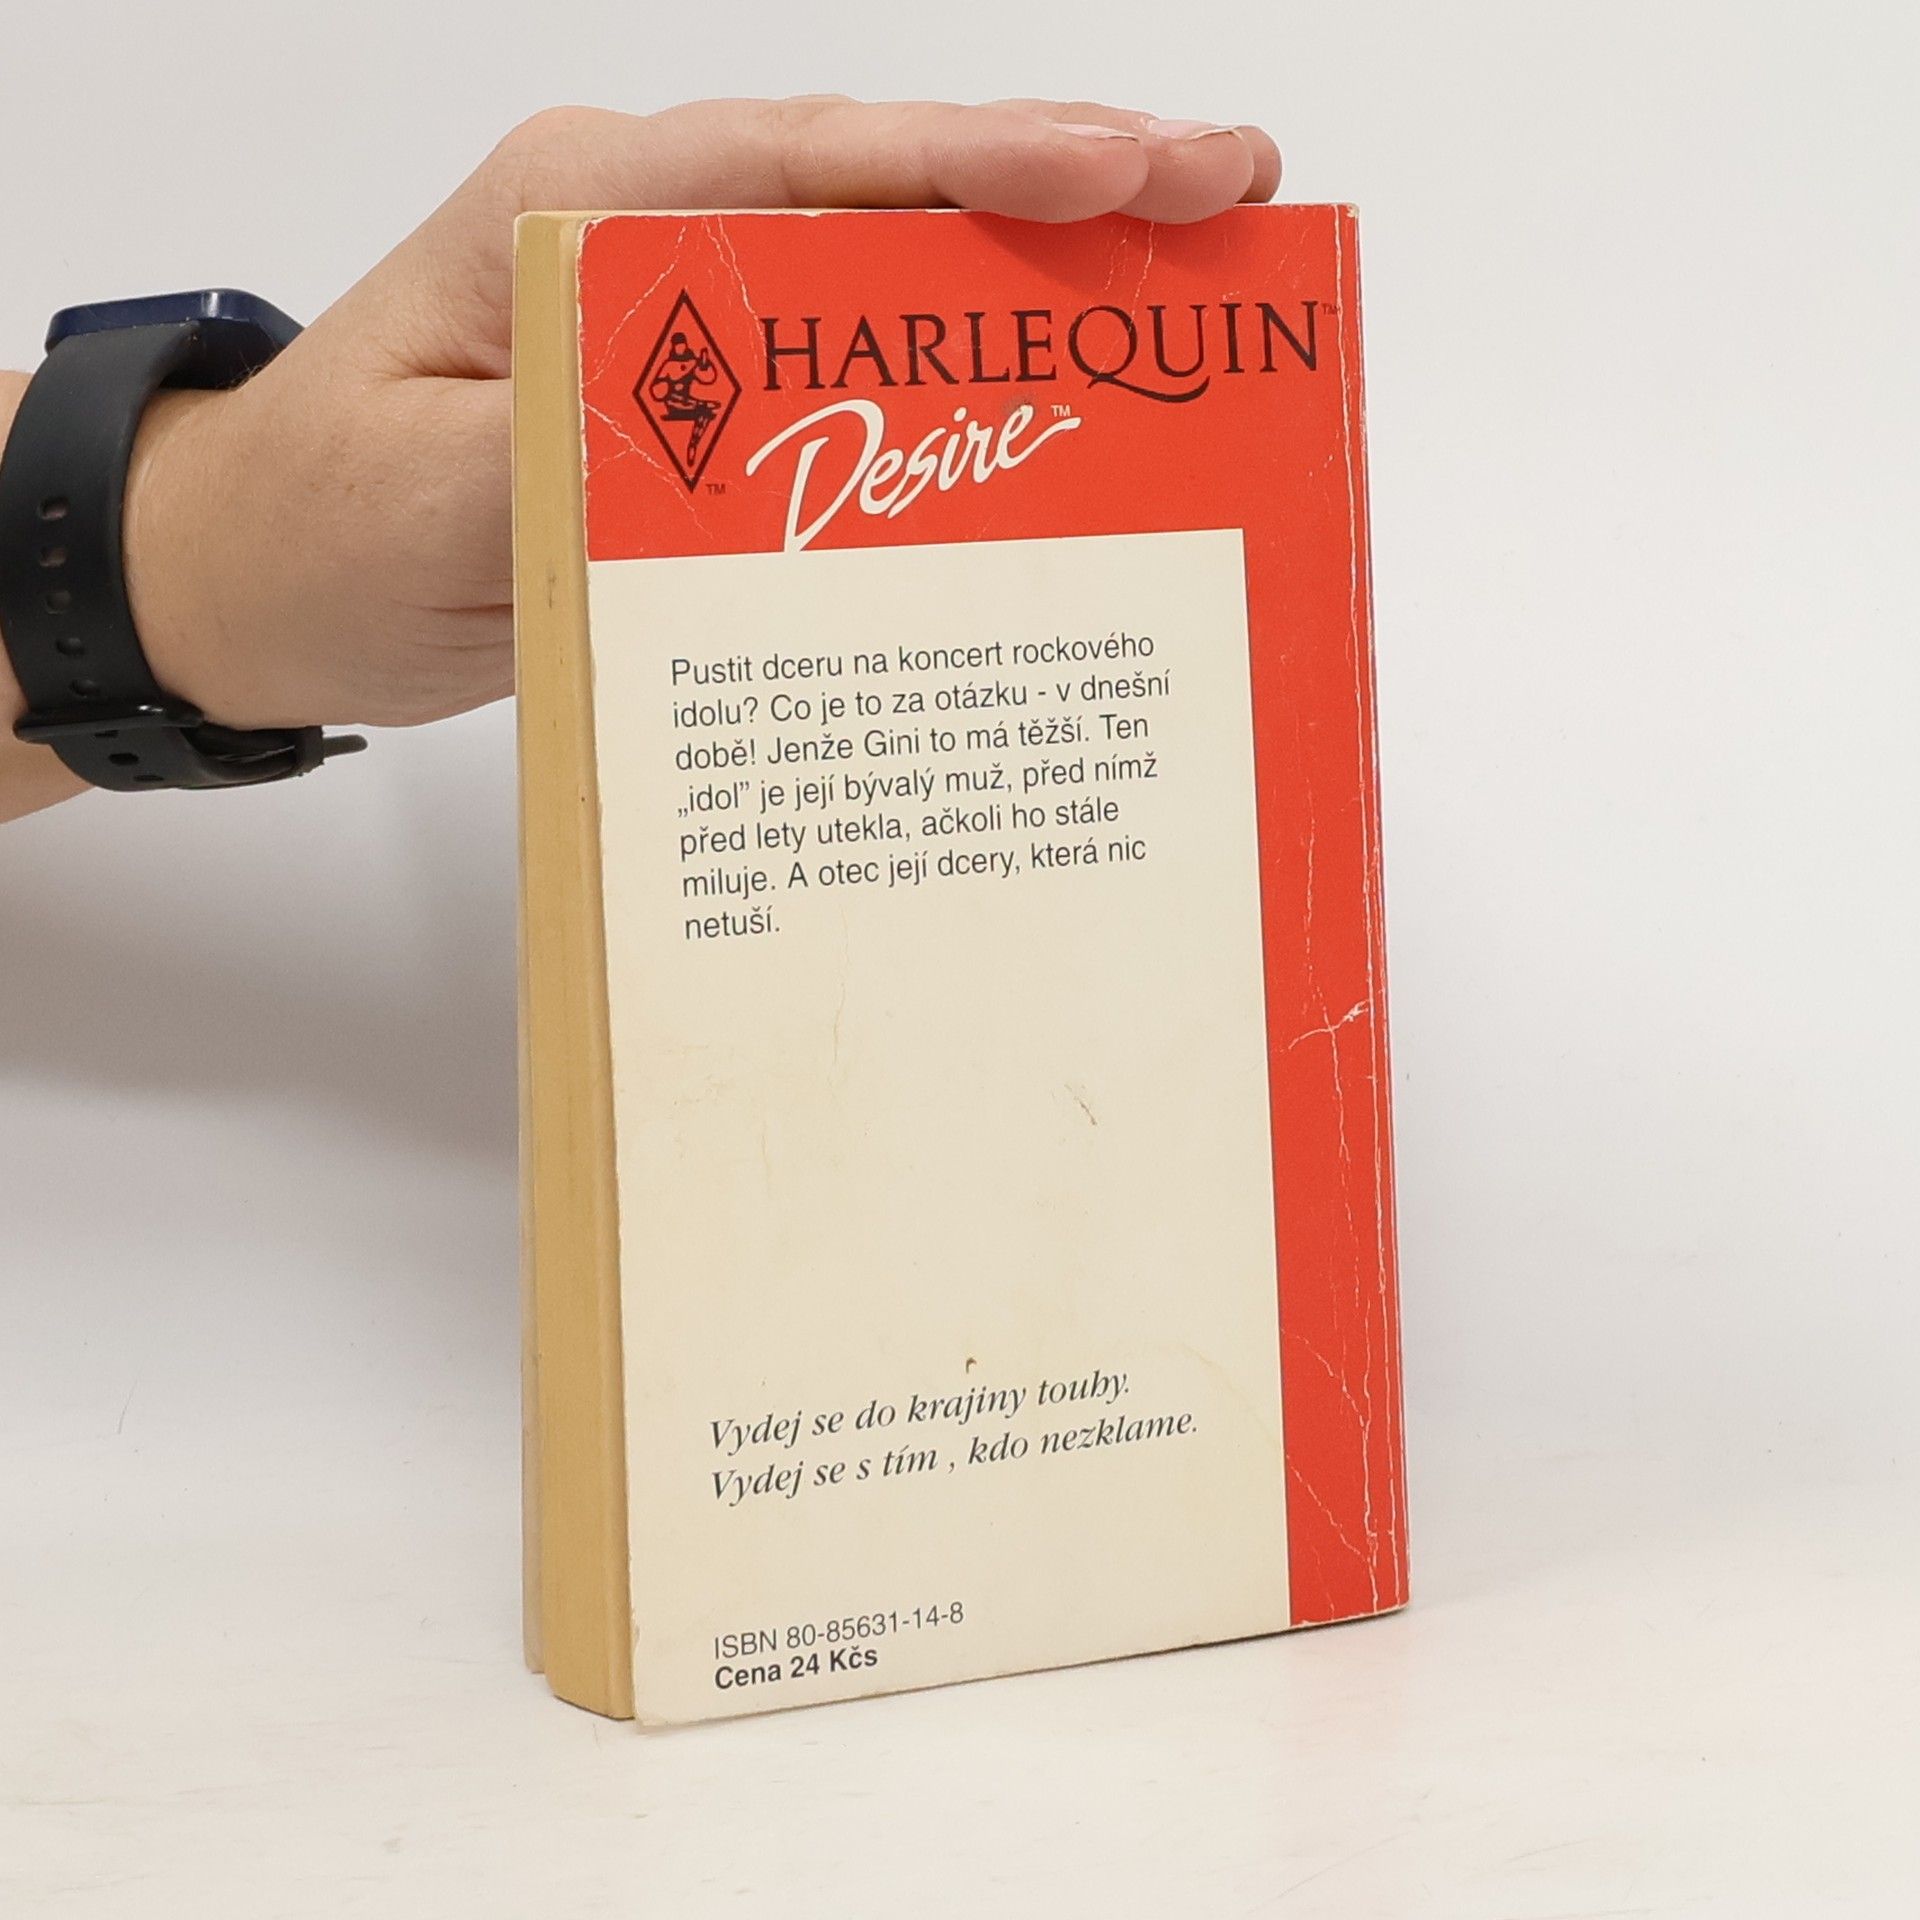 HARLEQUIN™
Desire™
™
Pustit dceru na koncert rockového
idolu? Co je to za otázku - v dnešní
době! Jenže Gini to má těžší. Ten
„idol” je její bývalý muž, před nímž
před lety utekla, ačkoli ho stále
miluje. A otec její dcery, která nic
netuší.
Vydej se do krajiny touhy.
Vydej se s tím , kdo nezklame.
ISBN 80-85631-14-8
Cena 24 Kčs